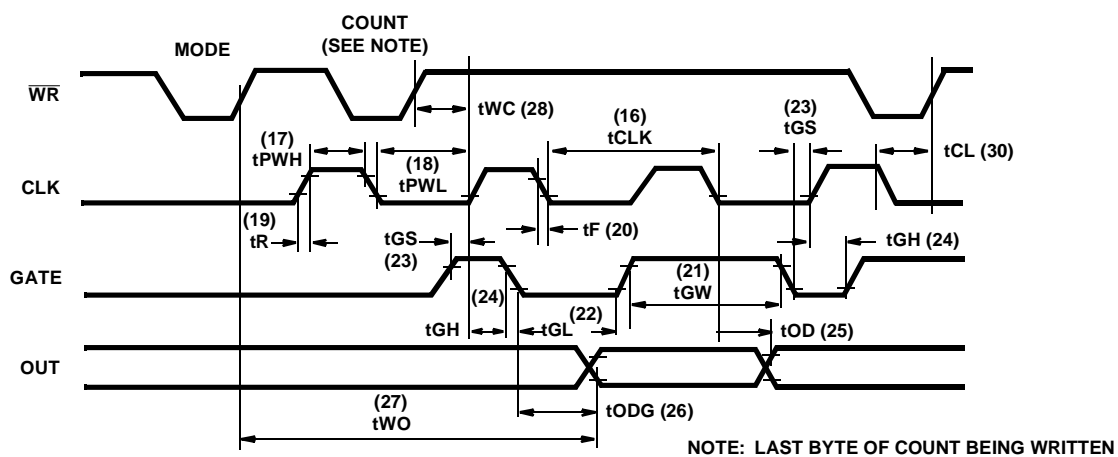 COUNT
(SEE NOTE)
MODE
WR
tWC (28)
(23)
tGS
(16)
tCLK
(17)
tPWH
(18)
tPWL
tCL (30)
CLK
(19)
tR
tGS
(23)
tF (20)
tGH (24)
GATE
(24)
tGH
(22)
tGL
(21)
tGW
tOD (25)
OUT
(27)
tWO
tODG (26)
NOTE: LAST BYTE OF COUNT BEING WRITTEN